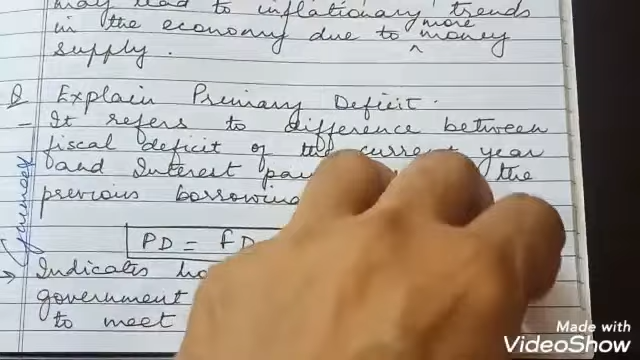 may lead to inflationary trends
in the economy due to more money
supply.
Q Explain Primary Deficit.
- It refers to difference between
fiscal deficit of the current year
and Interest the
previous borrowing
PD = FD
→ Indicates
government
to meet
Made with
VideoShow